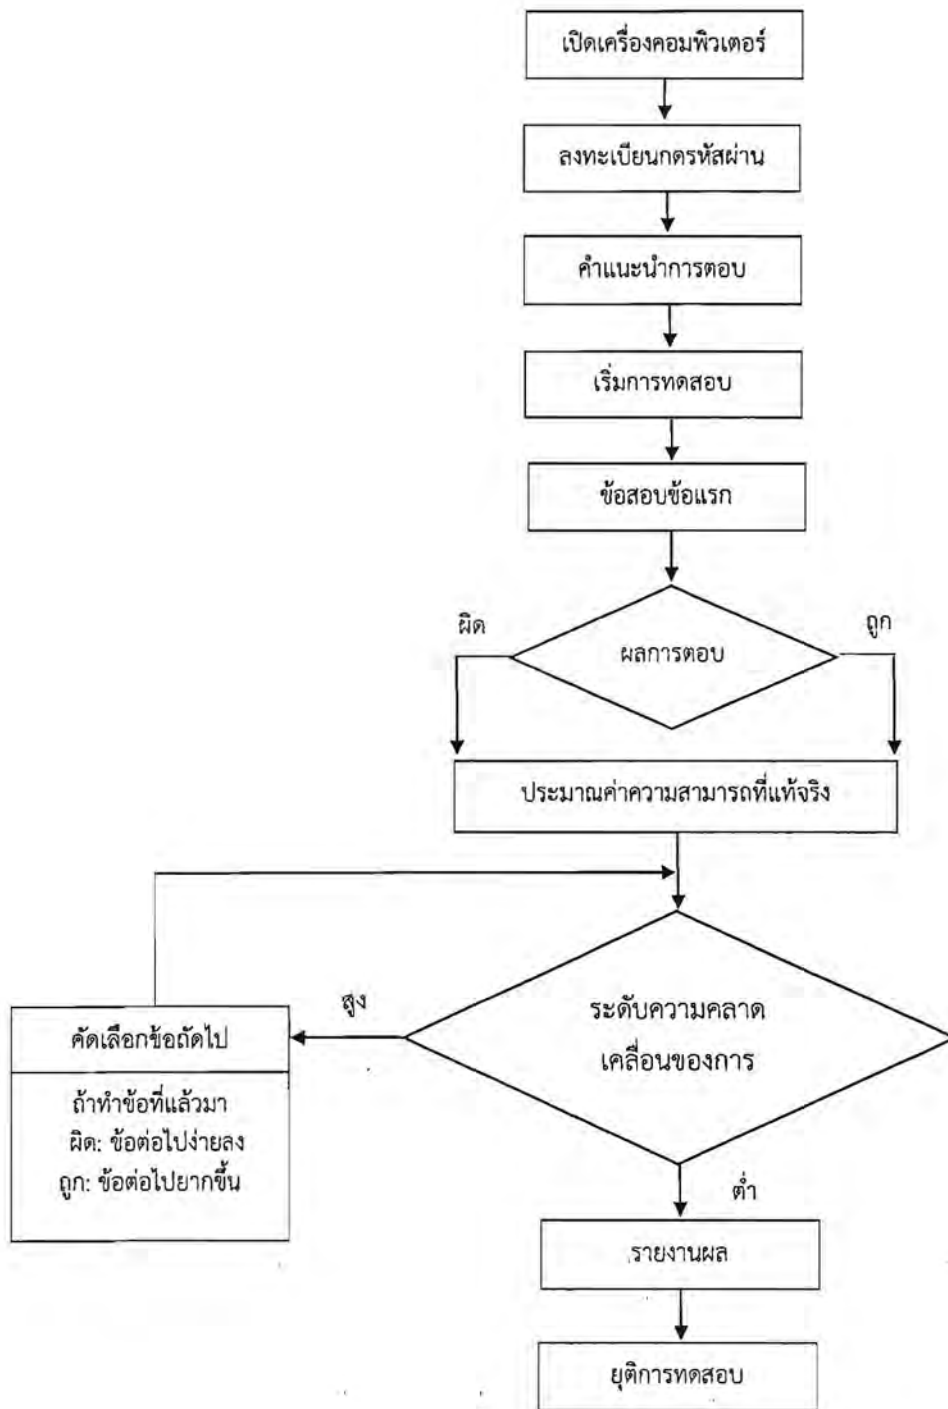 เปิดเครื่องคอมพิวเตอร์
ลงทะเบียนกดรหัสผ่าน
คำแนะนำการตอบ
เริ่มการทดสอบ
ข้อสอบข้อแรก
ผิด
ถูก
ผลการตอบ
ประมาณค่าความสามารถที่แท้จริง
สูง
ระดับความคลาด
เคลื่อนของการ
คัดเลือกข้อถัดไป
ถ้าทำข้อที่แล้วมา
ผิด: ข้อต่อไปง่ายลง
ถูก: ข้อต่อไปยากขึ้น
ต่ำ
รายงานผล
ยุติการทดสอบ